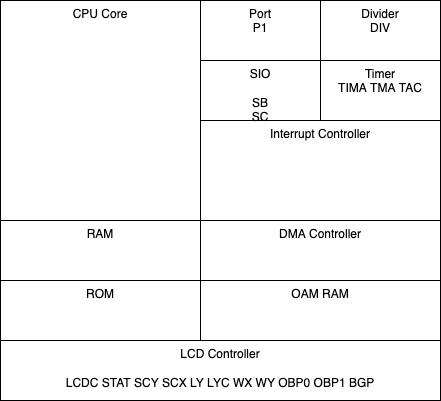 CPU Core
Port
P1
Divider
DIV
SIO
SB
SC
Timer
TIMA TMA TAC
Interrupt Controller
RAM
DMA Controller
ROM
OAM RAM
LCD Controller
LCDC STAT SCY SCX LY LYC WX WY OBP0 OBP1 BGP